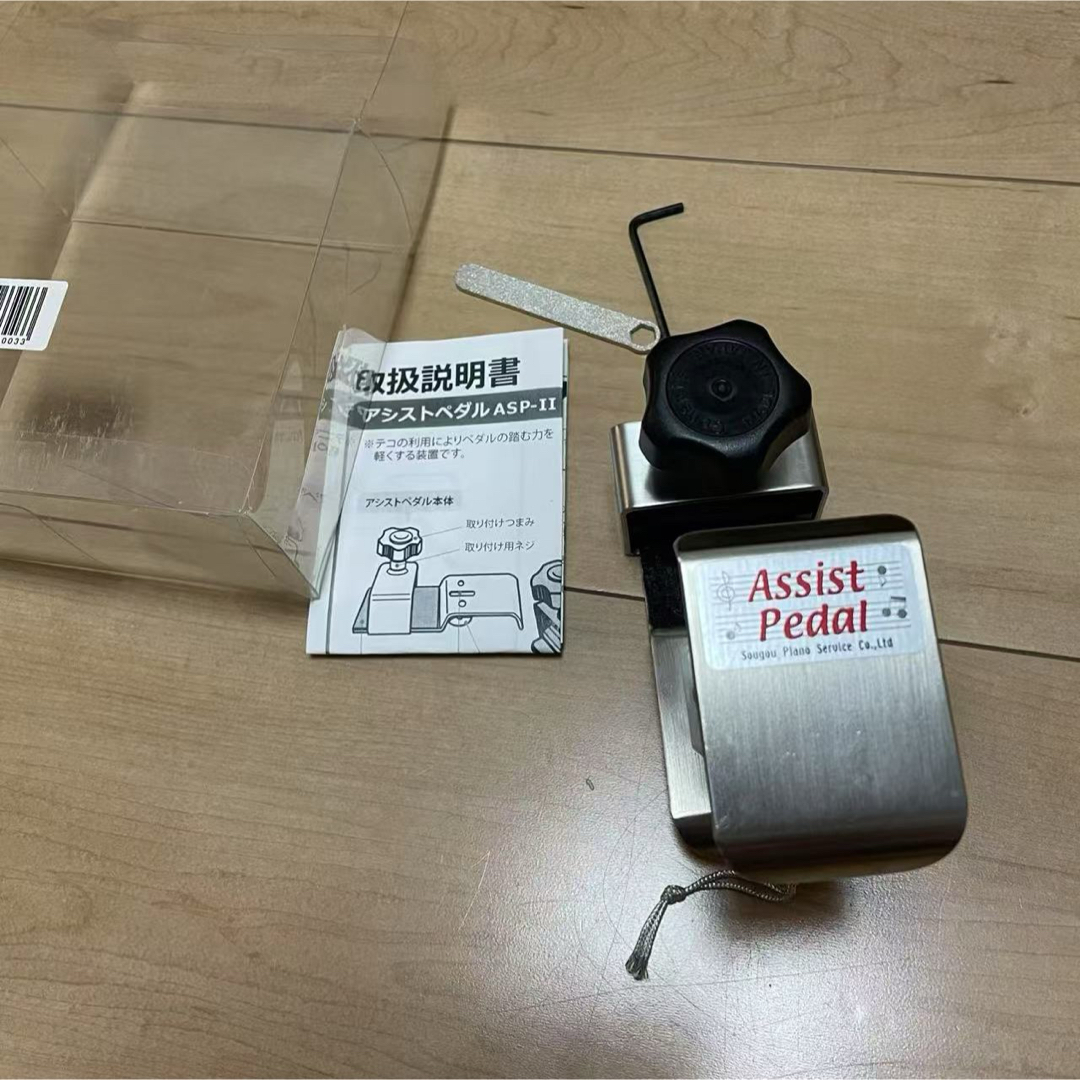 0033
取扱説明書
アシストペダル ASP-II
※テコの利用によりペダルの踏む力を
軽くする装置です。
アシストペダル本体
取り付けつまみ
取り付け用ネジ
Assist
Pedal
Sougou Piano Service Co.,Ltd